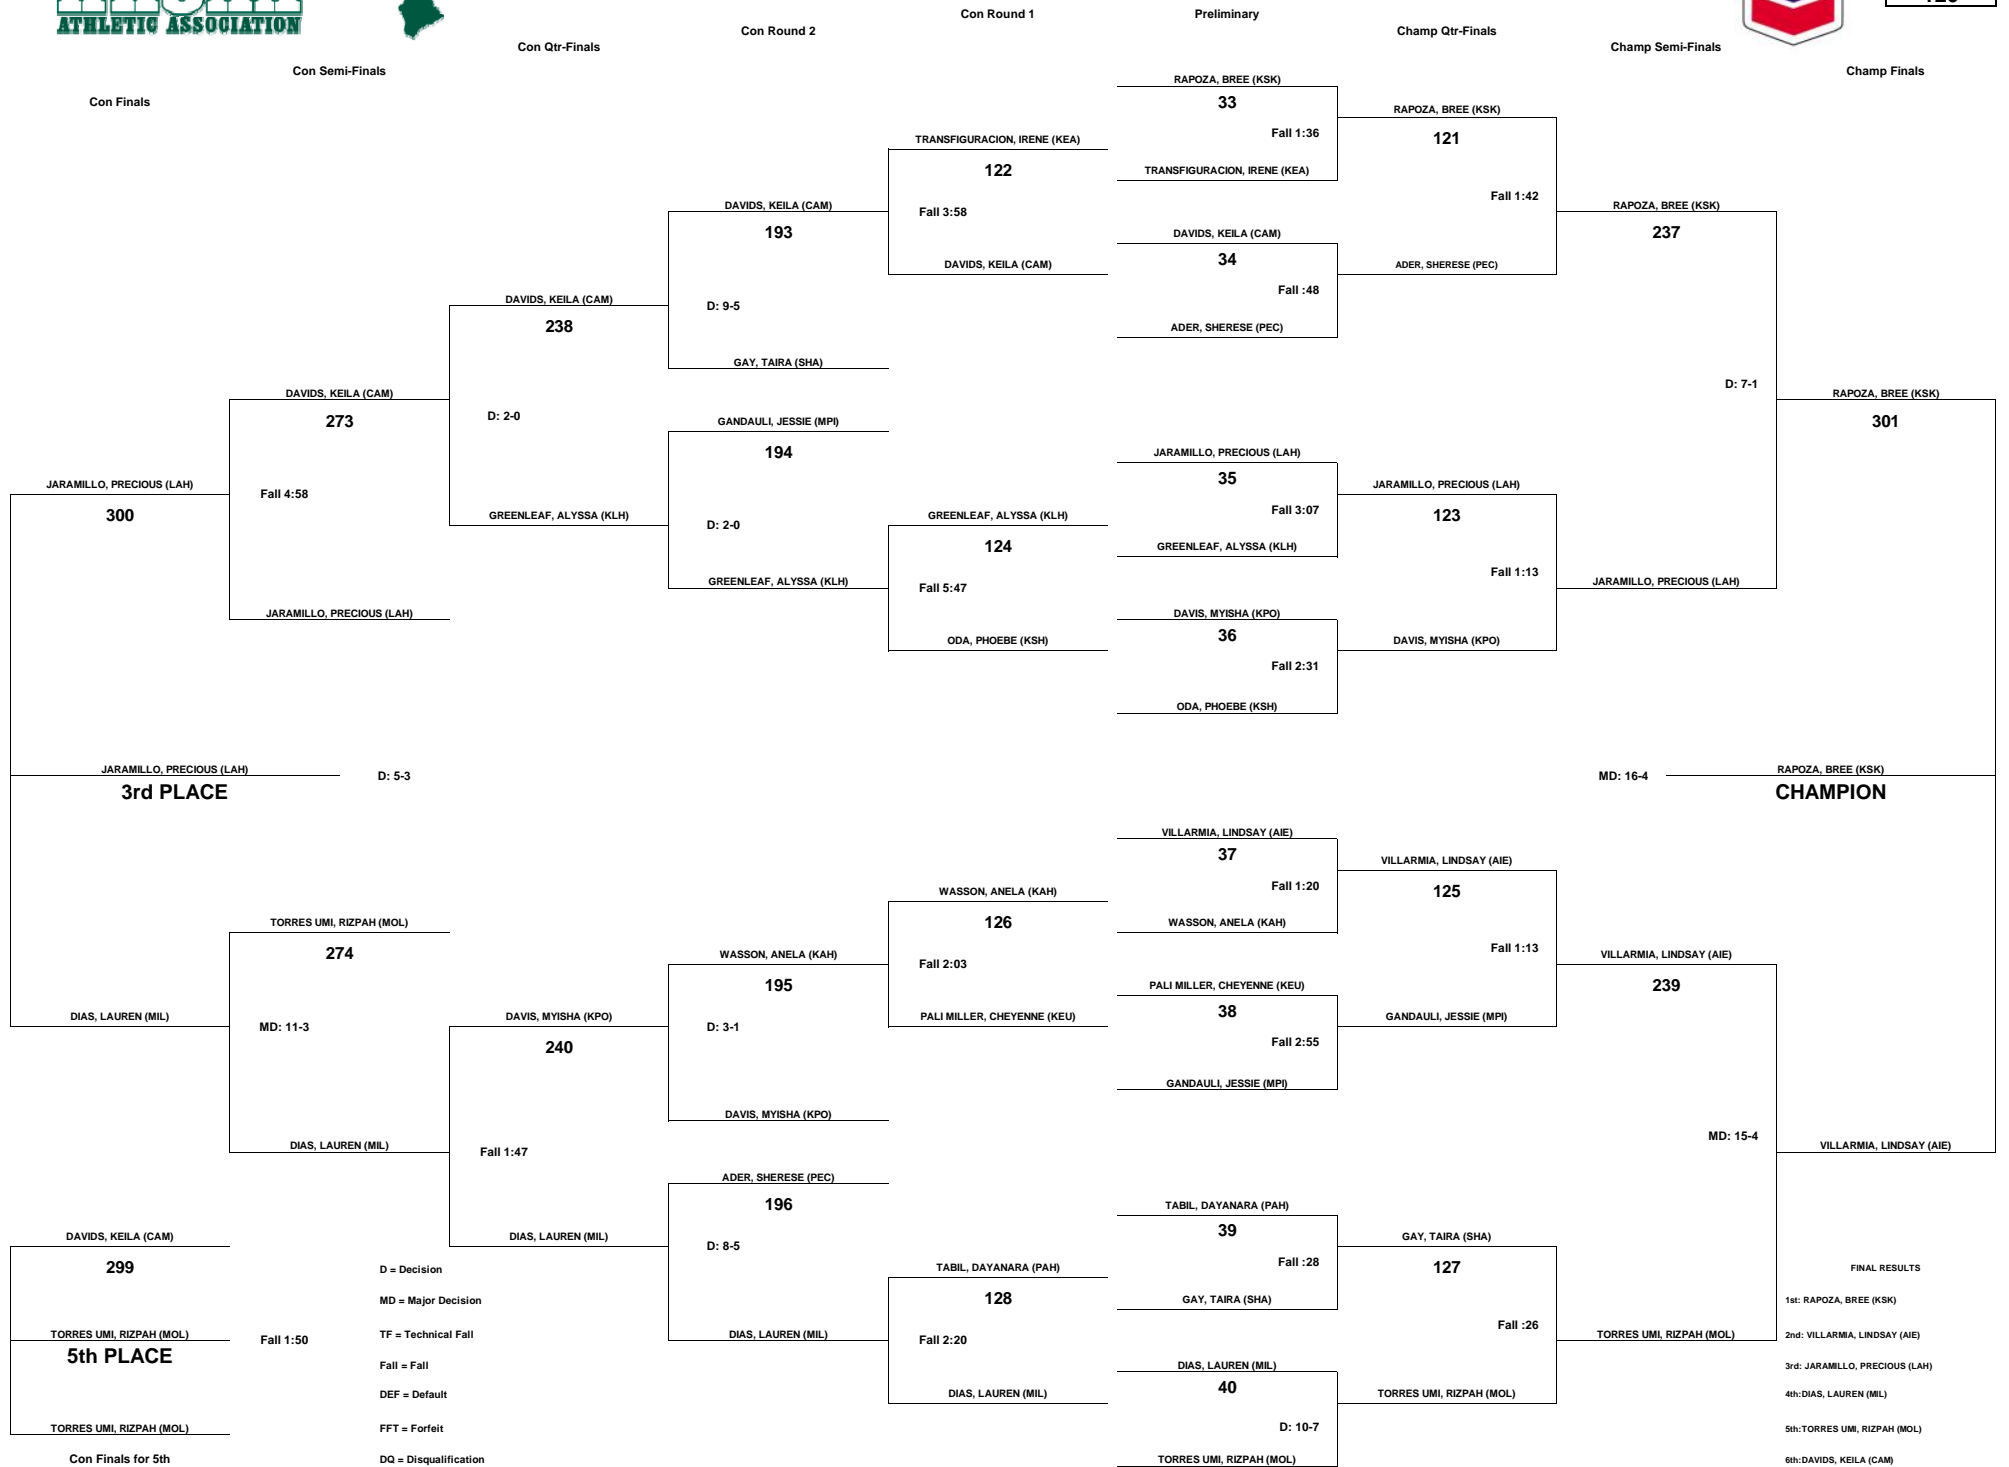 ATHLETIC ASSOCIATION
Con Finals
Con Semi-Finals
Con Qtr-Finals
Con Round 2
Con Round 1
Preliminary
Champ Qtr-Finals
Champ Semi-Finals
Champ Finals
RAPOZA, BREE (KSK)
33
Fall 1:36
TRANSFIGURACION, IRENE (KEA)
DAVIDS, KEILA (CAM)
34
Fall :48
ADER, SHERESE (PEC)
JARAMILLO, PRECIOUS (LAH)
35
Fall 3:07
GREENLEAF, ALYSSA (KLH)
DAVIS, MYISHA (KPO)
36
Fall 2:31
ODA, PHOEBE (KSH)
VILLARMIA, LINDSAY (AIE)
37
Fall 1:20
WASSON, ANELA (KAH)
PALI MILLER, CHEYENNE (KEU)
38
Fall 2:55
GANDAULI, JESSIE (MPI)
TABIL, DAYANARA (PAH)
39
Fall :28
GAY, TAIRA (SHA)
DIAS, LAUREN (MIL)
40
D: 10-7
TORRES UMI, RIZPAH (MOL)
RAPOZA, BREE (KSK)
121
Fall 1:42
ADER, SHERESE (PEC)
JARAMILLO, PRECIOUS (LAH)
123
Fall 1:13
DAVIS, MYISHA (KPO)
VILLARMIA, LINDSAY (AIE)
125
Fall 1:13
GANDAULI, JESSIE (MPI)
GAY, TAIRA (SHA)
127
Fall :26
TORRES UMI, RIZPAH (MOL)
RAPOZA, BREE (KSK)
237
D: 7-1
JARAMILLO, PRECIOUS (LAH)
VILLARMIA, LINDSAY (AIE)
239
MD: 15-4
TORRES UMI, RIZPAH (MOL)
RAPOZA, BREE (KSK)
301
MD: 16-4
RAPOZA, BREE (KSK)
CHAMPION
VILLARMIA, LINDSAY (AIE)
TRANSFIGURACION, IRENE (KEA)
122
Fall 3:58
DAVIDS, KEILA (CAM)
GREENLEAF, ALYSSA (KLH)
124
Fall 5:47
ODA, PHOEBE (KSH)
WASSON, ANELA (KAH)
126
Fall 2:03
PALI MILLER, CHEYENNE (KEU)
TABIL, DAYANARA (PAH)
128
Fall 2:20
DIAS, LAUREN (MIL)
DAVIDS, KEILA (CAM)
193
D: 9-5
GAY, TAIRA (SHA)
GANDAULI, JESSIE (MPI)
194
D: 2-0
GREENLEAF, ALYSSA (KLH)
WASSON, ANELA (KAH)
195
D: 3-1
DAVIS, MYISHA (KPO)
ADER, SHERESE (PEC)
196
D: 8-5
DIAS, LAUREN (MIL)
DAVIDS, KEILA (CAM)
238
D: 2-0
GREENLEAF, ALYSSA (KLH)
DAVIS, MYISHA (KPO)
240
Fall 1:47
DIAS, LAUREN (MIL)
DAVIDS, KEILA (CAM)
273
Fall 4:58
JARAMILLO, PRECIOUS (LAH)
TORRES UMI, RIZPAH (MOL)
274
MD: 11-3
DIAS, LAUREN (MIL)
JARAMILLO, PRECIOUS (LAH)
300
JARAMILLO, PRECIOUS (LAH)
D: 5-3
3rd PLACE
DIAS, LAUREN (MIL)
DAVIDS, KEILA (CAM)
299
TORRES UMI, RIZPAH (MOL)
Fall 1:50
5th PLACE
TORRES UMI, RIZPAH (MOL)
Con Finals for 5th
D = Decision
MD = Major Decision
TF = Technical Fall
Fall = Fall
DEF = Default
FFT = Forfeit
DQ = Disqualification
FINAL RESULTS
1st: RAPOZA, BREE (KSK)
2nd: VILLARMIA, LINDSAY (AIE)
3rd: JARAMILLO, PRECIOUS (LAH)
4th:DIAS, LAUREN (MIL)
5th:TORRES UMI, RIZPAH (MOL)
6th:DAVIDS, KEILA (CAM)